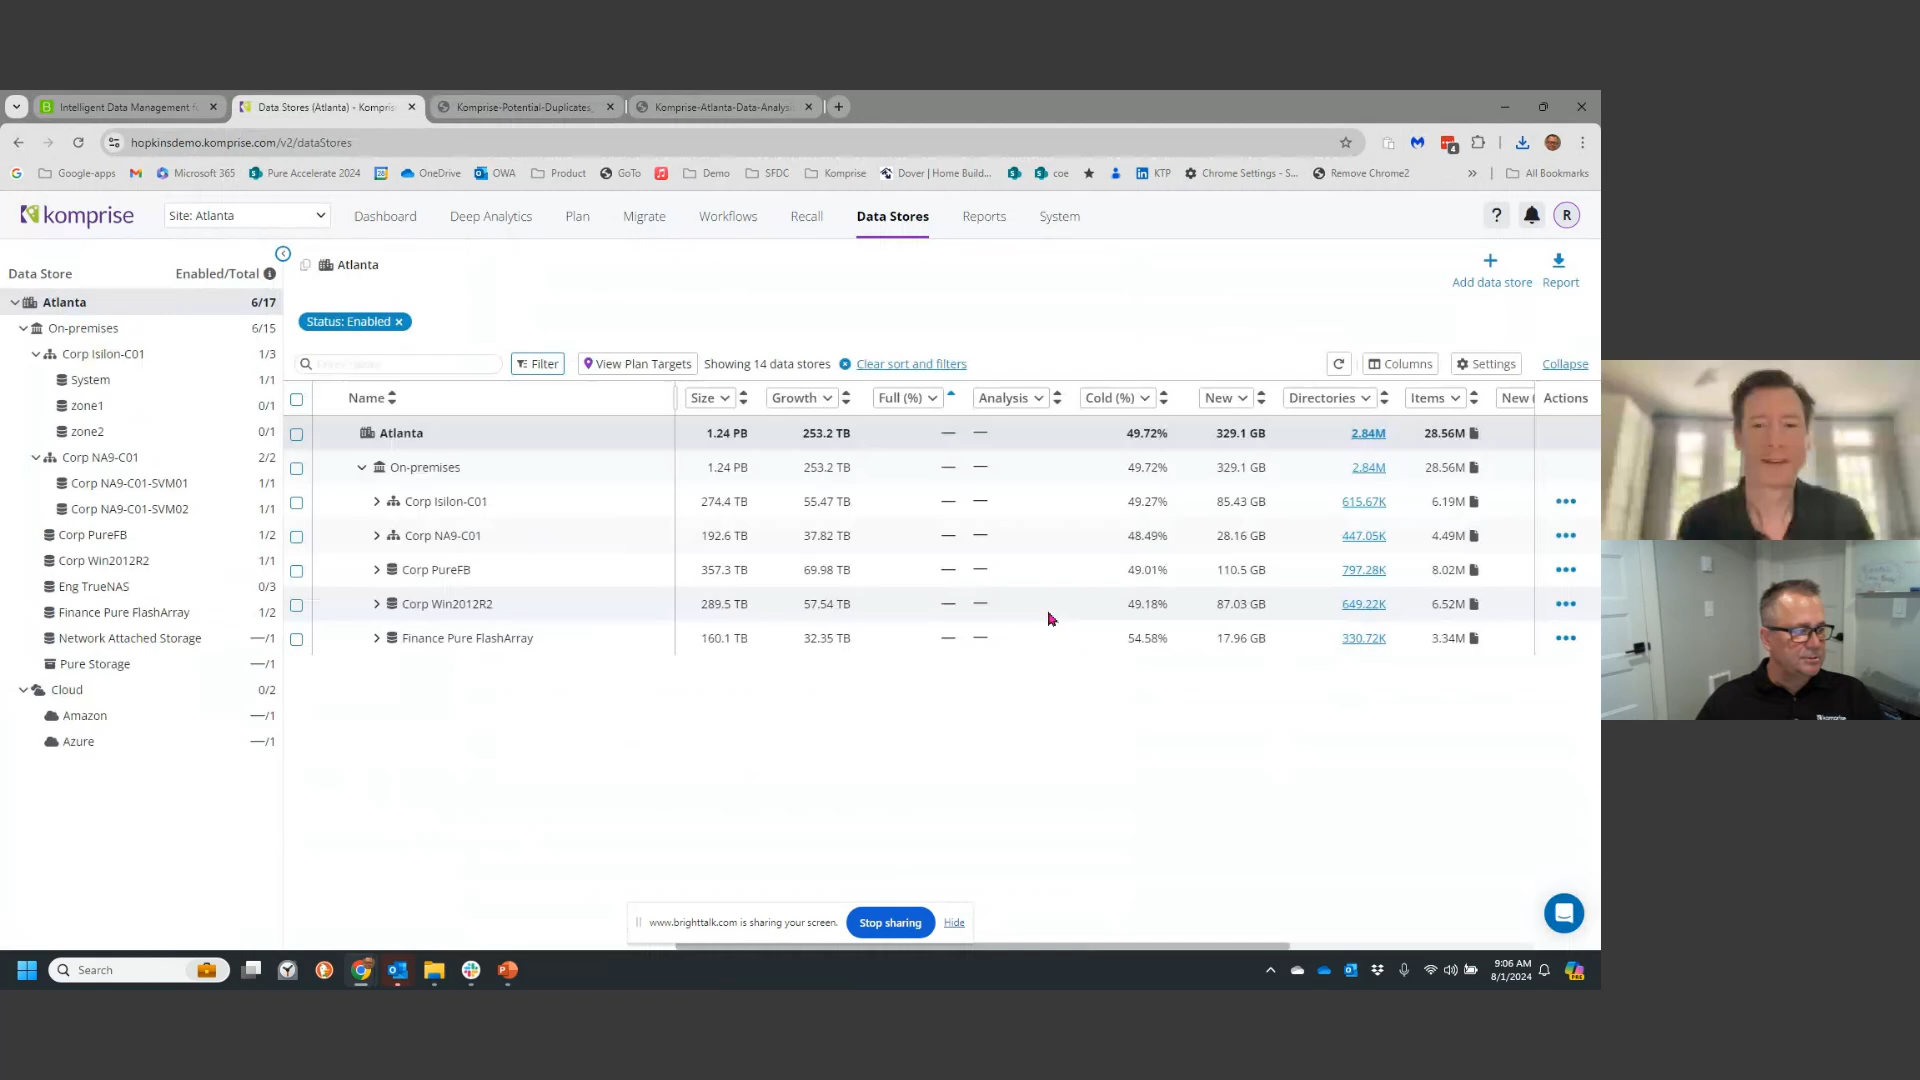 Intelligent Data Management f
Data Stores (Atlanta) - Kompris
Komprise-Potential-Duplicates_
Komprise-Atlanta-Data-Analysi
hopkinsdemo.komprise.com/v2/dataStores
Google-apps
Microsoft 365
Pure Accelerate 2024
OneDrive
OWA
Product
GoTo
Demo
SFDC
Komprise
Dover | Home Build...
coe
KTP
Chrome Settings - S...
Remove Chrome2
All Bookmarks
komprise
Site: Atlanta
Dashboard
Deep Analytics
Plan
Migrate
Workflows
Recall
Data Stores
Reports
System
?
R
Data Store Enabled/Total
Atlanta 6/17
On-premises 6/15
Corp Isilon-C01 1/3
System 1/1
zone1 0/1
zone2 0/1
Corp NA9-C01 2/2
Corp NA9-C01-SVM01 1/1
Corp NA9-C01-SVM02 1/1
Corp PureFB 1/2
Corp Win2012R2 1/1
Eng TrueNAS 0/3
Finance Pure FlashArray 1/2
Network Attached Storage —/1
Pure Storage —/1
Cloud 0/2
Amazon —/1
Azure —/1
Atlanta
Add data store
Report
Status: Enabled ×
Filter
View Plan Targets
Showing 14 data stores
Clear sort and filters
Columns
Settings
Collapse
Name Size Growth Full (%) Analysis Cold (%) New Directories Items New ( Actions
Atlanta 1.24 PB 253.2 TB — — 49.72% 329.1 GB 2.84M 28.56M
On-premises 1.24 PB 253.2 TB — — 49.72% 329.1 GB 2.84M 28.56M
Corp Isilon-C01 274.4 TB 55.47 TB — — 49.27% 85.43 GB 615.67K 6.19M
Corp NA9-C01 192.6 TB 37.82 TB — — 48.49% 28.16 GB 447.05K 4.49M
Corp PureFB 357.3 TB 69.98 TB — — 49.01% 110.5 GB 797.28K 8.02M
Corp Win2012R2 289.5 TB 57.54 TB — — 49.18% 87.03 GB 649.22K 6.52M
Finance Pure FlashArray 160.1 TB 32.35 TB — — 54.58% 17.96 GB 330.72K 3.34M
www.brighttalk.com is sharing your screen.
Stop sharing
Hide
Search
9:06 AM
8/1/2024